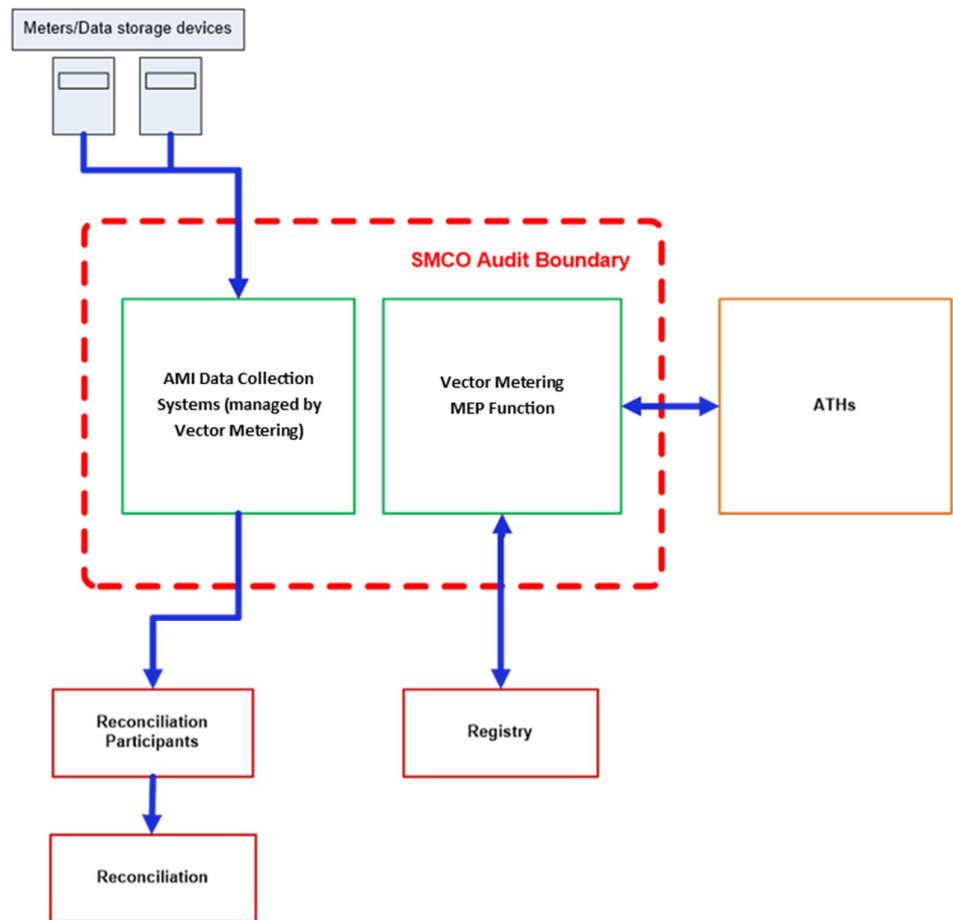 Meters/Data storage devices
SMCO Audit Boundary
AMI Data Collection
Systems (managed by
Vector Metering)
Vector Metering
MEP Function
ATHs
Reconciliation
Participants
Registry
Reconciliation